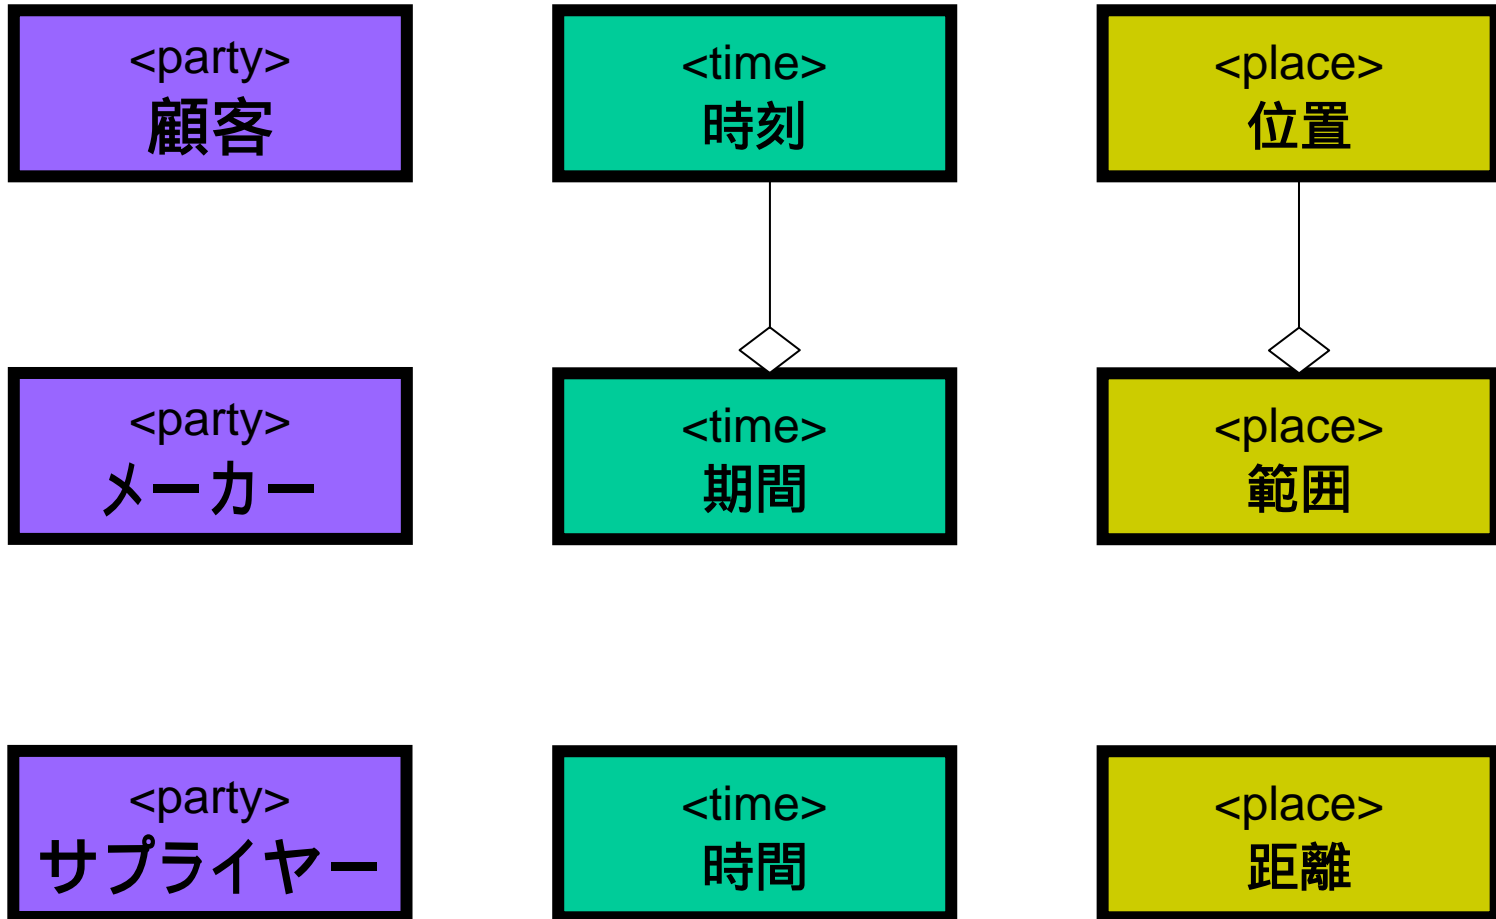 <party>
顧客
<time>
時刻
<place>
位置
<party>
メーカー
<time>
期間
<place>
範囲
<party>
サプライヤー
<time>
時間
<place>
距離